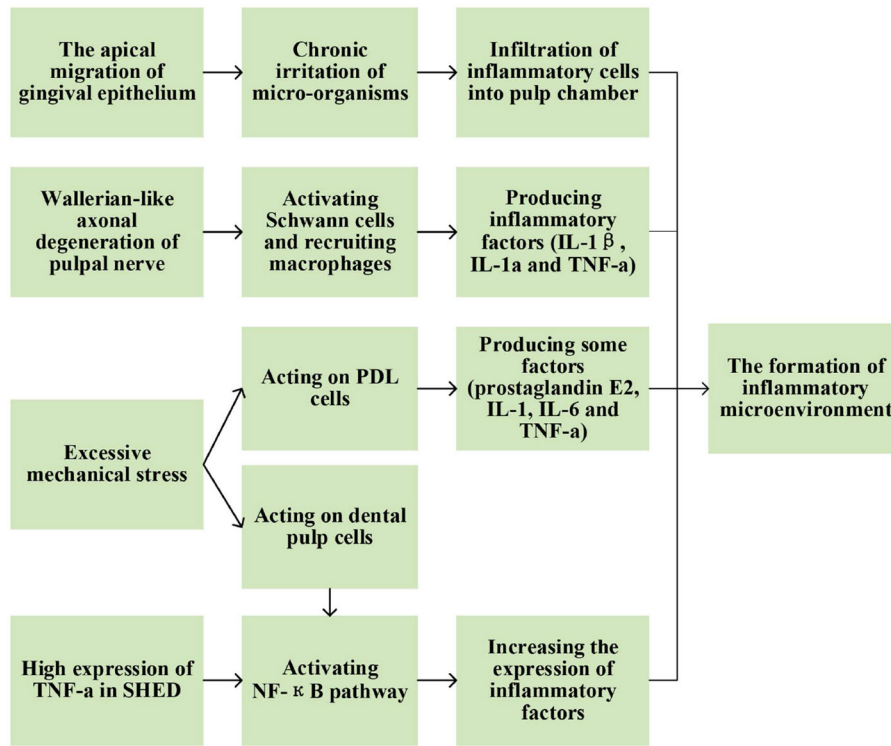 The apical
migration of
gingival epithelium
Chronic
irritation of
micro-organisms
Infiltration of
inflammatory cells
into pulp chamber
Wallerian-like
axonal
degeneration of
pulpal nerve
Activating
Schwann cells
and recruiting
macrophages
Producing
inflammatory
factors (IL-1β,
IL-1a and TNF-a)
Excessive
mechanical stress
Acting on PDL
cells
Producing some
factors
(prostaglandin E2,
IL-1, IL-6 and
TNF-a)
The formation of
inflammatory
microenvironment
Acting on dental
pulp cells
High expression of
TNF-a in SHED
Activating
NF-κB pathway
Increasing the
expression of
inflammatory
factors